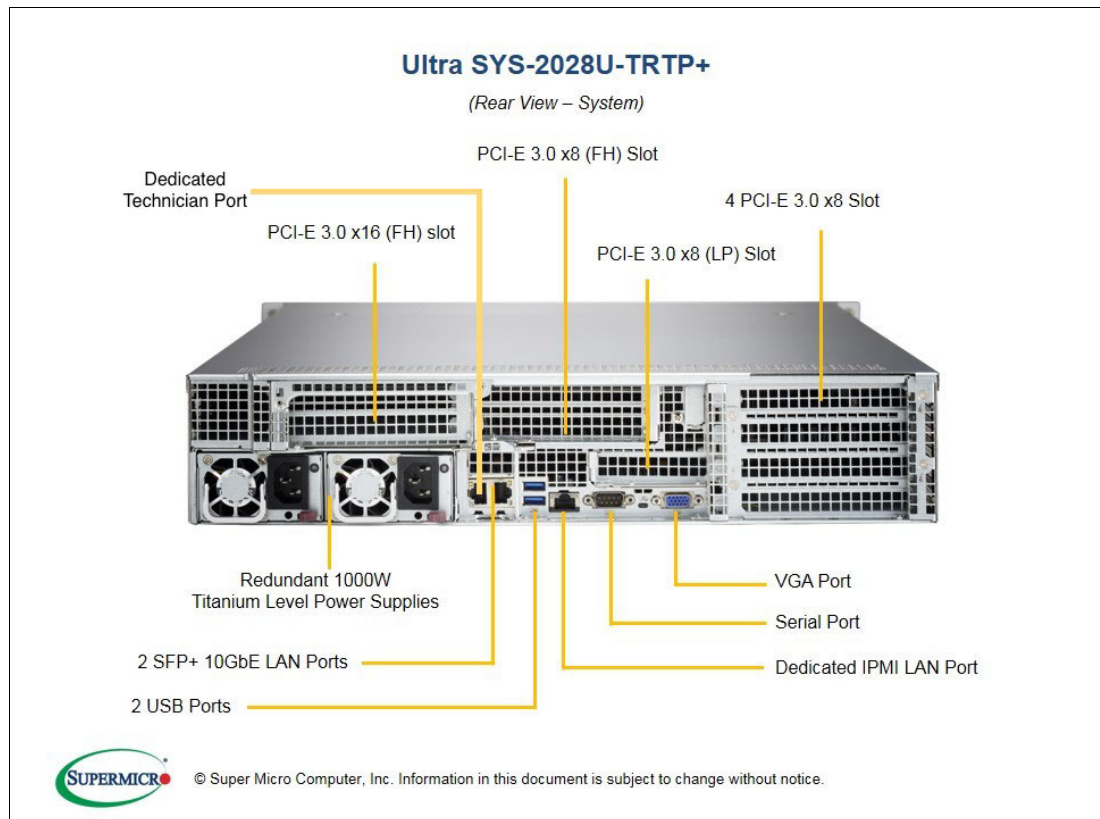 Ultra SYS-2028U-TRTP+
(Rear View – System)
PCI-E 3.0 x8 (FH) Slot
Dedicated
Technician Port
4 PCI-E 3.0 x8 Slot
PCI-E 3.0 x16 (FH) slot
PCI-E 3.0 x8 (LP) Slot
Redundant 1000W
Titanium Level Power Supplies
VGA Port
Serial Port
2 SFP+ 10GbE LAN Ports
Dedicated IPMI LAN Port
2 USB Ports
SUPERMICR
© Super Micro Computer, Inc. Information in this document is subject to change without notice.